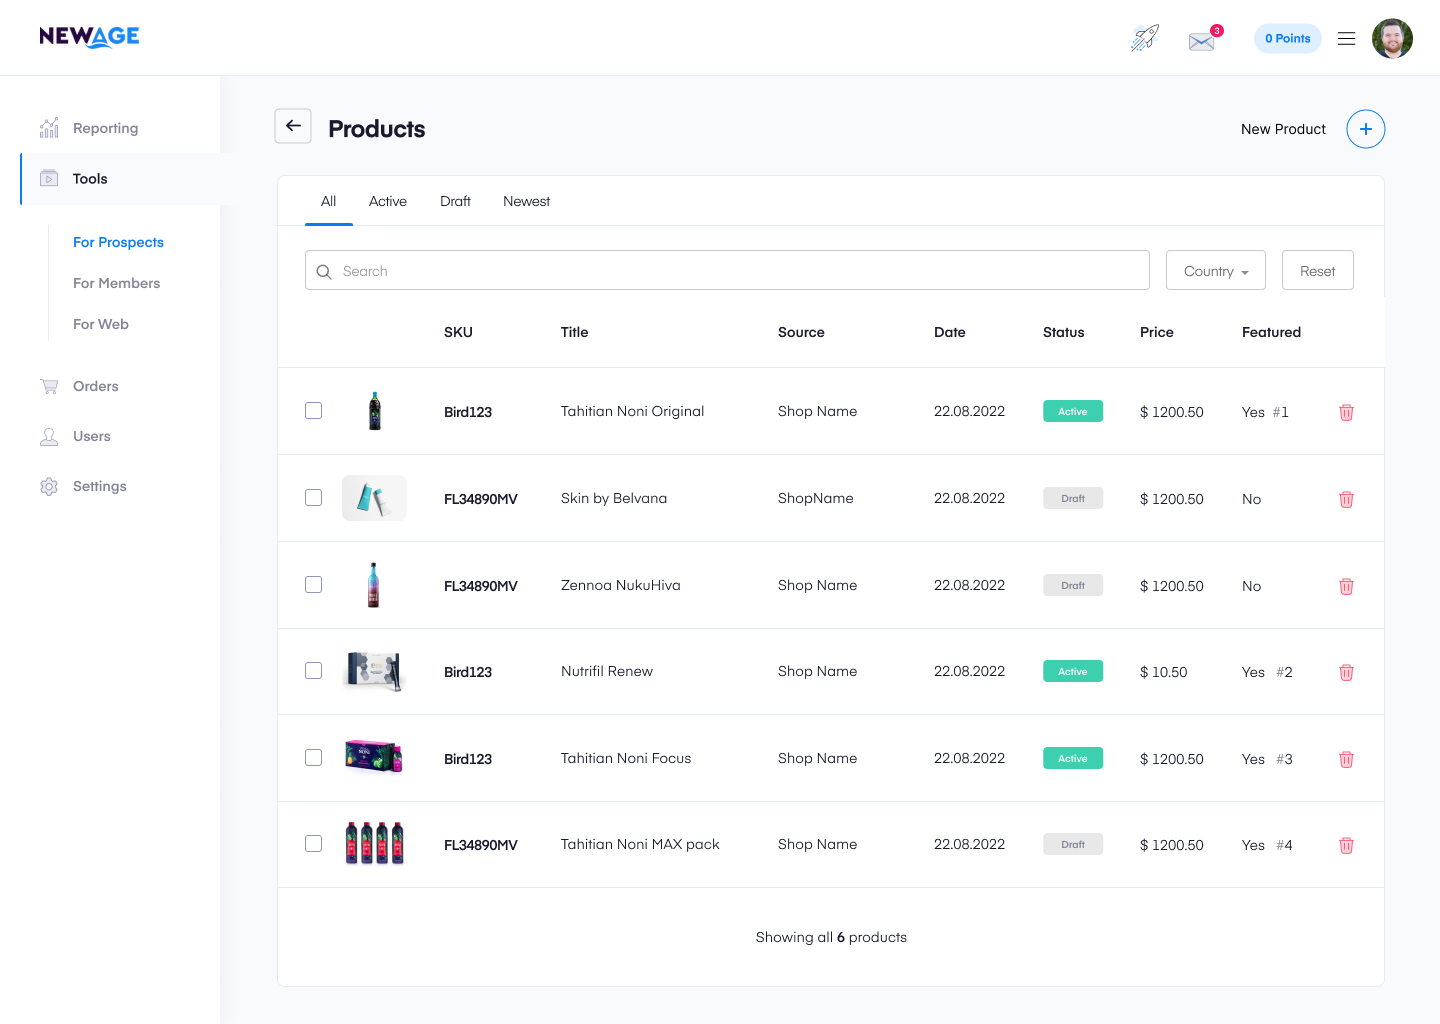 NEWAGE
3
0 Points
Reporting
Tools
For Prospects
For Members
For Web
Orders
Users
Settings
Products
New Product
All Active Draft Newest
Search
Country
Reset
SKU Title Source Date Status Price Featured
Bird123 Tahitian Noni Original Shop Name 22.08.2022 Active $ 1200.50 Yes #1
FL34890MV Skin by Belvana ShopName 22.08.2022 Draft $ 1200.50 No
FL34890MV Zennoa NukuHiva Shop Name 22.08.2022 Draft $ 1200.50 No
Bird123 Nutrifil Renew Shop Name 22.08.2022 Active $ 10.50 Yes #2
Bird123 Tahitian Noni Focus Shop Name 22.08.2022 Active $ 1200.50 Yes #3
FL34890MV Tahitian Noni MAX pack Shop Name 22.08.2022 Draft $ 1200.50 Yes #4
Showing all 6 products